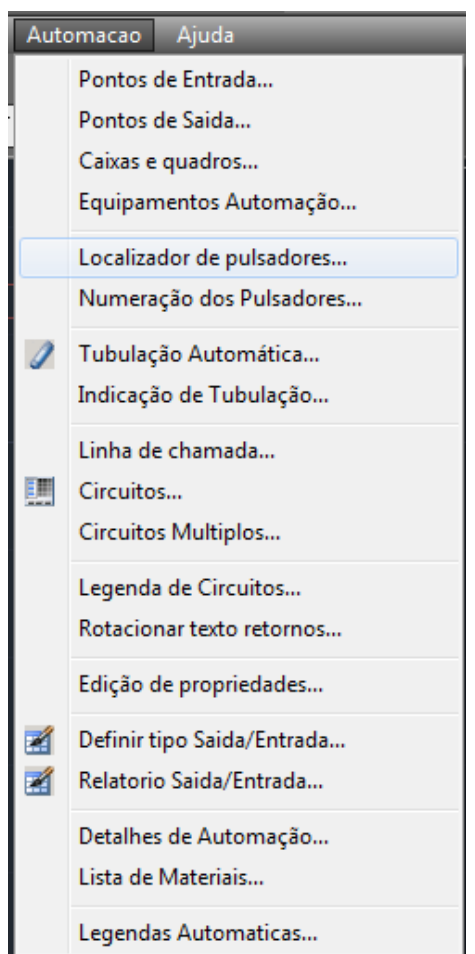 Automacao Ajuda
Pontos de Entrada...
Pontos de Saida...
Caixas e quadros...
Equipamentos Automação...
Localizador de pulsadores...
Numeração dos Pulsadores...
Tubulação Automática...
Indicação de Tubulação...
Linha de chamada...
Circuitos...
Circuitos Multiplos...
Legenda de Circuitos...
Rotacionar texto retornos...
Edição de propriedades...
Definir tipo Saida/Entrada...
Relatorio Saida/Entrada...
Detalhes de Automação...
Lista de Materiais...
Legendas Automaticas...